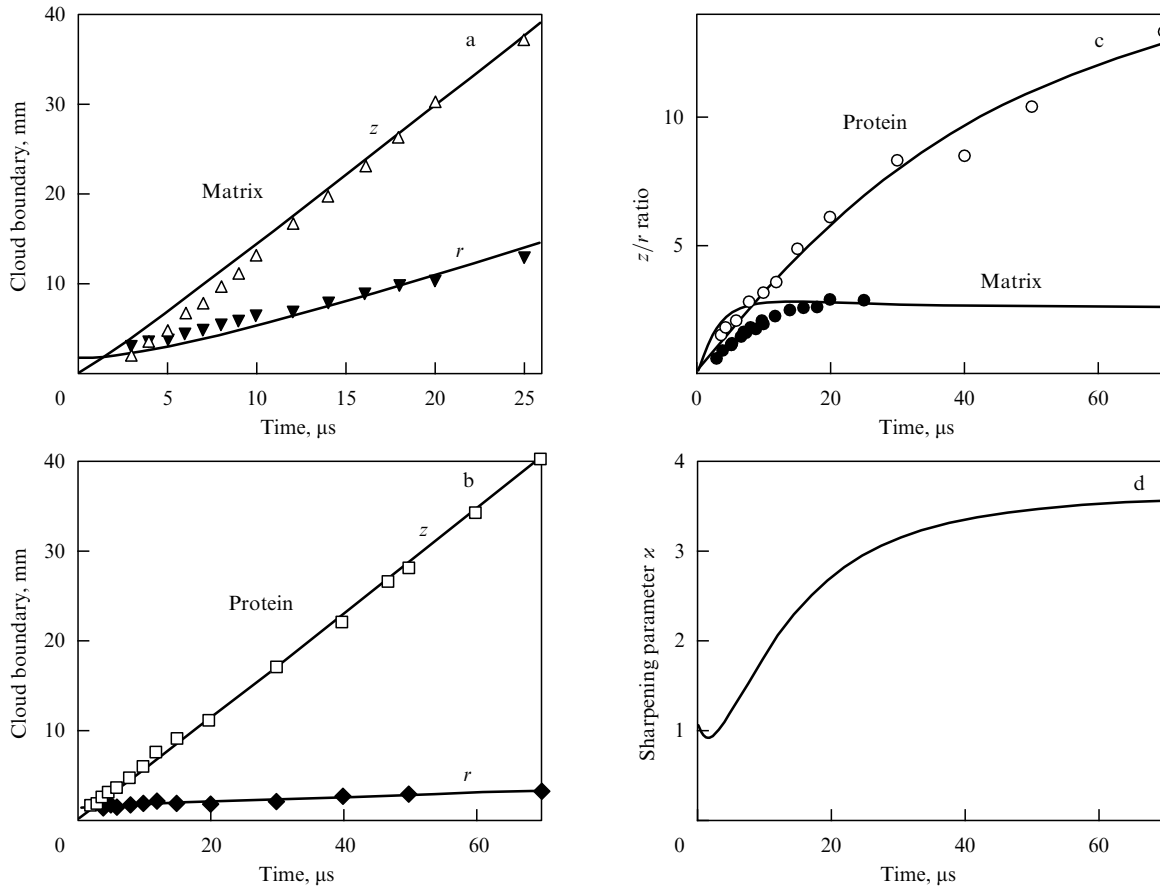 40
30
20
10
0
5
10
15
20
25
Time, μs
Cloud boundary, mm
a
z
Matrix
r
10
5
0
20
40
60
Time, μs
z/r ratio
c
Protein
Matrix
40
30
20
10
0
20
40
60
Time, μs
Cloud boundary, mm
b
z
Protein
r
4
3
2
1
0
20
40
60
Time, μs
Sharpening parameter ϰ
d